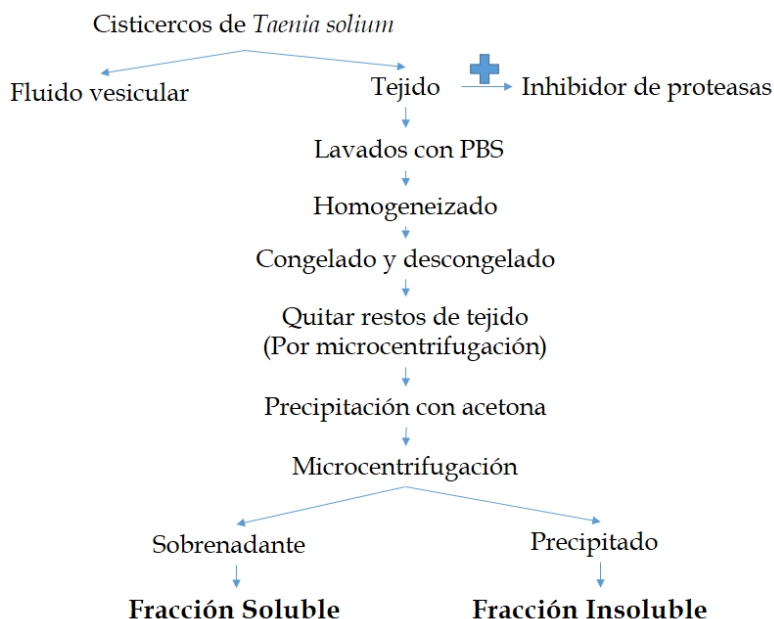 Cisticercos de Taenia solium
Fluido vesicular
Tejido
Inhibidor de proteasas
Lavados con PBS
Homogeneizado
Congelado y descongelado
Quitar restos de tejido
(Por microcentrifugación)
Precipitación con acetona
Microcentrifugación
Sobrenadante
Precipitado
Fracción Soluble
Fracción Insoluble